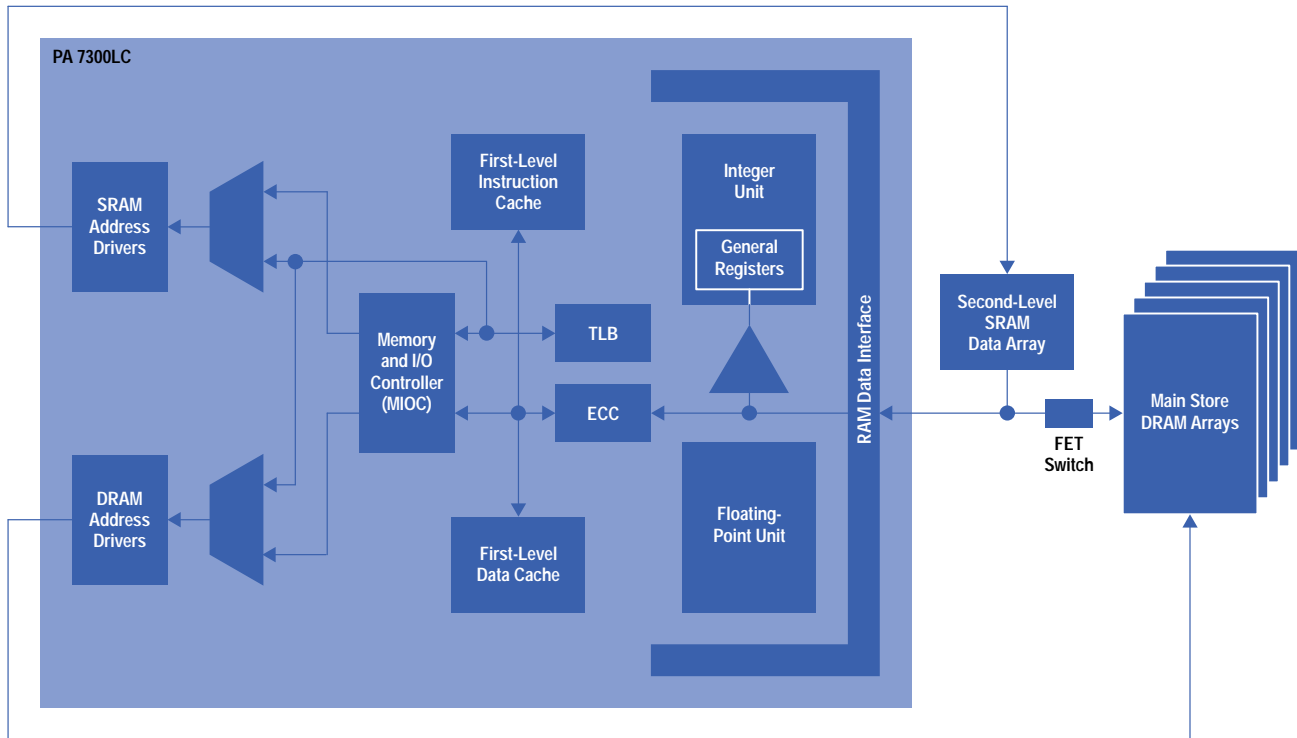 PA 7300LC
SRAM
Address
Drivers
First-Level
Instruction
Cache
Integer
Unit
General
Registers
Memory
and I/O
Controller
(MIOC)
TLB
ECC
RAM Data Interface
Second-Level
SRAM
Data Array
FET
Switch
Main Store
DRAM Arrays
DRAM
Address
Drivers
First-Level
Data Cache
Floating-
Point Unit